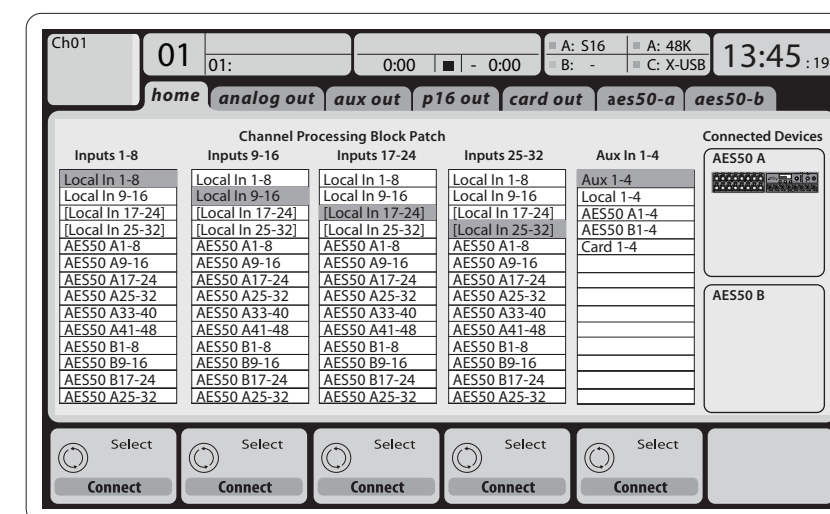 Ch01
01
01:
0:00 - 0:00
A: S16
B: -
A: 48K
C: X-USB
13:45 :19
home analog out aux out p16 out card out aes50-a aes50-b
Channel Processing Block Patch
Connected Devices
Inputs 1-8
Local In 1-8
Local In 9-16
[Local In 17-24]
[Local In 25-32]
AES50 A1-8
AES50 A9-16
AES50 A17-24
AES50 A25-32
AES50 A33-40
AES50 A41-48
AES50 B1-8
AES50 B9-16
AES50 B17-24
AES50 A25-32
Inputs 9-16
Local In 1-8
Local In 9-16
[Local In 17-24]
[Local In 25-32]
AES50 A1-8
AES50 A9-16
AES50 A17-24
AES50 A25-32
AES50 A33-40
AES50 A41-48
AES50 B1-8
AES50 B9-16
AES50 B17-24
AES50 A25-32
Inputs 17-24
Local In 1-8
Local In 9-16
[Local In 17-24]
[Local In 25-32]
AES50 A1-8
AES50 A9-16
AES50 A17-24
AES50 A25-32
AES50 A33-40
AES50 A41-48
AES50 B1-8
AES50 B9-16
AES50 B17-24
AES50 A25-32
Inputs 25-32
Local In 1-8
Local In 9-16
[Local In 17-24]
[Local In 25-32]
AES50 A1-8
AES50 A9-16
AES50 A17-24
AES50 A25-32
AES50 A33-40
AES50 A41-48
AES50 B1-8
AES50 B9-16
AES50 B17-24
AES50 A25-32
Aux In 1-4
Aux 1-4
Local 1-4
AES50 A1-4
AES50 B1-4
Card 1-4
AES50 A
AES50 B
Select
Connect
Select
Connect
Select
Connect
Select
Connect
Select
Connect